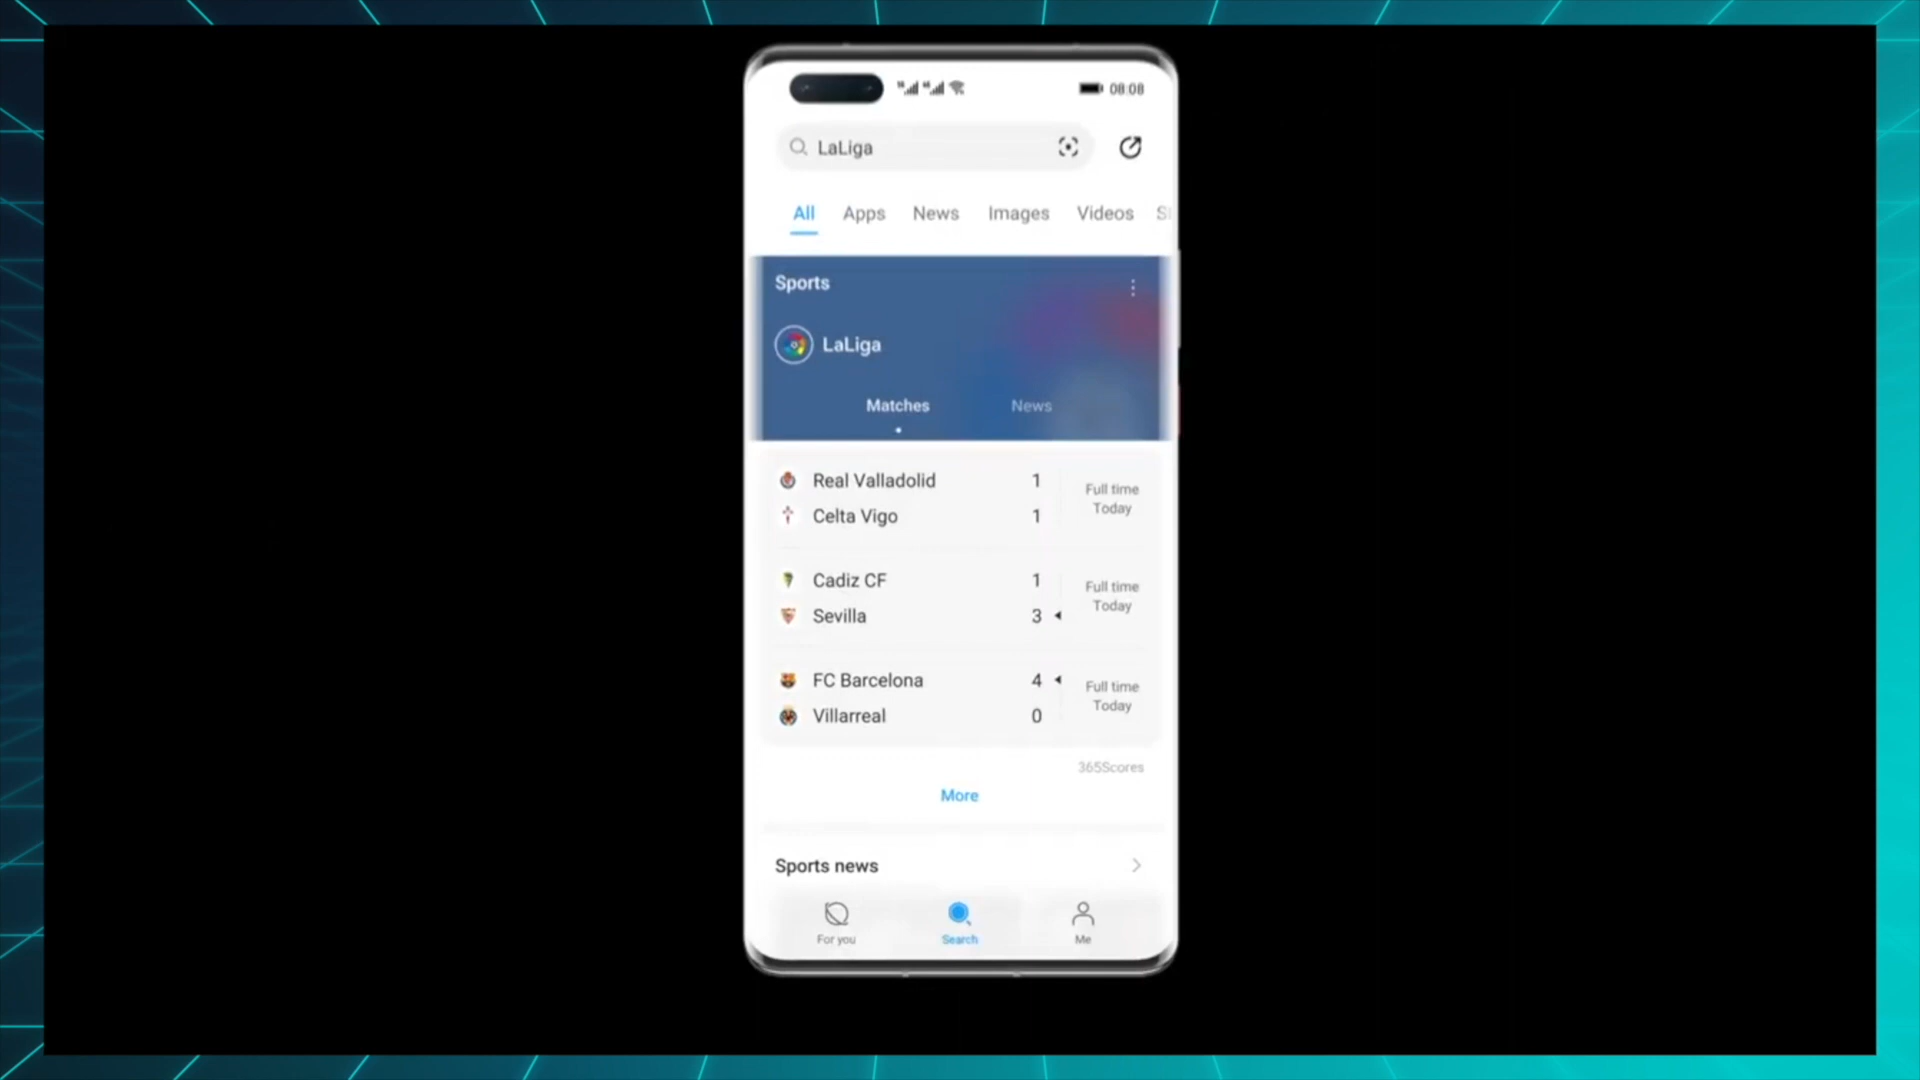 08:08
LaLiga
All Apps News Images Videos
Sports
LaLiga
Matches News
Real Valladolid 1
Celta Vigo 1
Full time
Today
Cadiz CF 1
Sevilla 3
Full time
Today
FC Barcelona 4
Villarreal 0
Full time
Today
365Scores
More
Sports news
For you Search Me